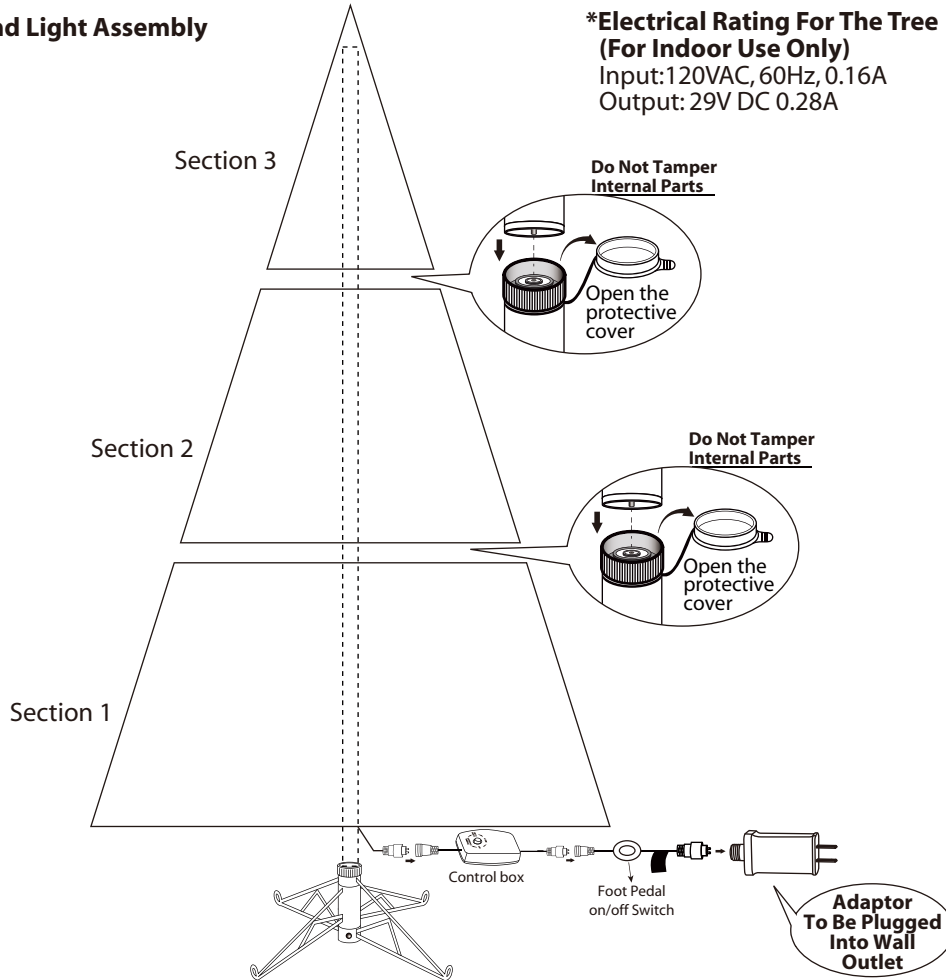 nd Light Assembly
*Electrical Rating For The Tree
(For Indoor Use Only)
Input:120VAC, 60Hz, 0.16A
Output: 29V DC 0.28A
Section 3
Do Not Tamper
Internal Parts
Open the
protective
cover
Section 2
Do Not Tamper
Internal Parts
Open the
protective
cover
Section 1
Control box
Foot Pedal
on/off Switch
Adaptor
To Be Plugged
Into Wall
Outlet